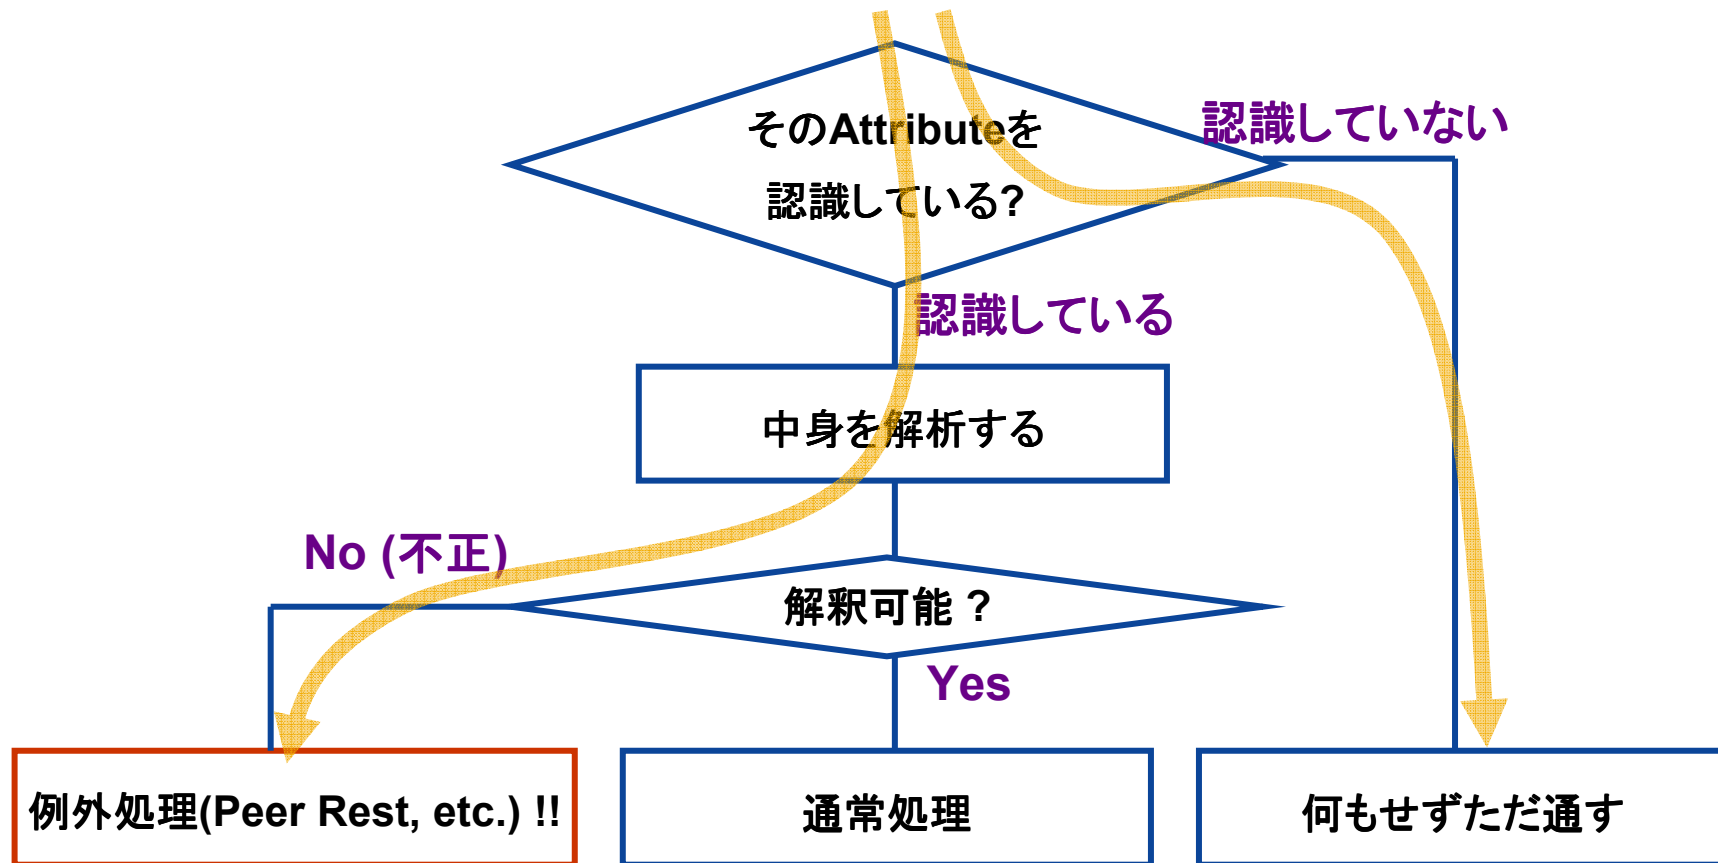 そのAttributeを
認識している?
認識していない
認識している
中身を解析する
No (不正)
解釈可能 ?
Yes
例外処理(Peer Rest, etc.) !!
通常処理
何もせずただ通す